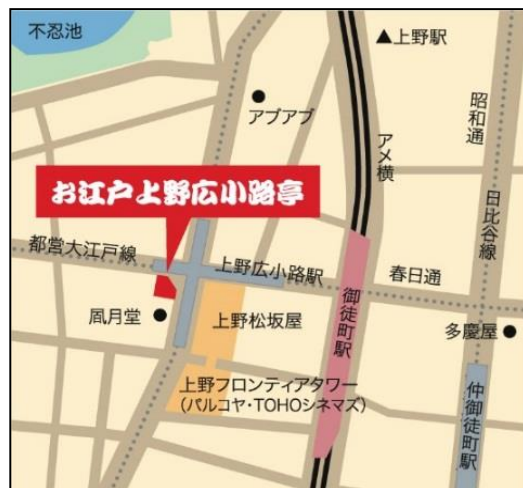 不忍池
▲上野駅
アブアブ
昭和通
アメ横
日比谷線
お江戸上野広小路亭
都営大江戸線
上野広小路駅
春日通
御徒町駅
風月堂
上野松坂屋
多慶屋
上野フロンティアタワー
(パルコヤ・TOHOシネマズ)
仲御徒町駅